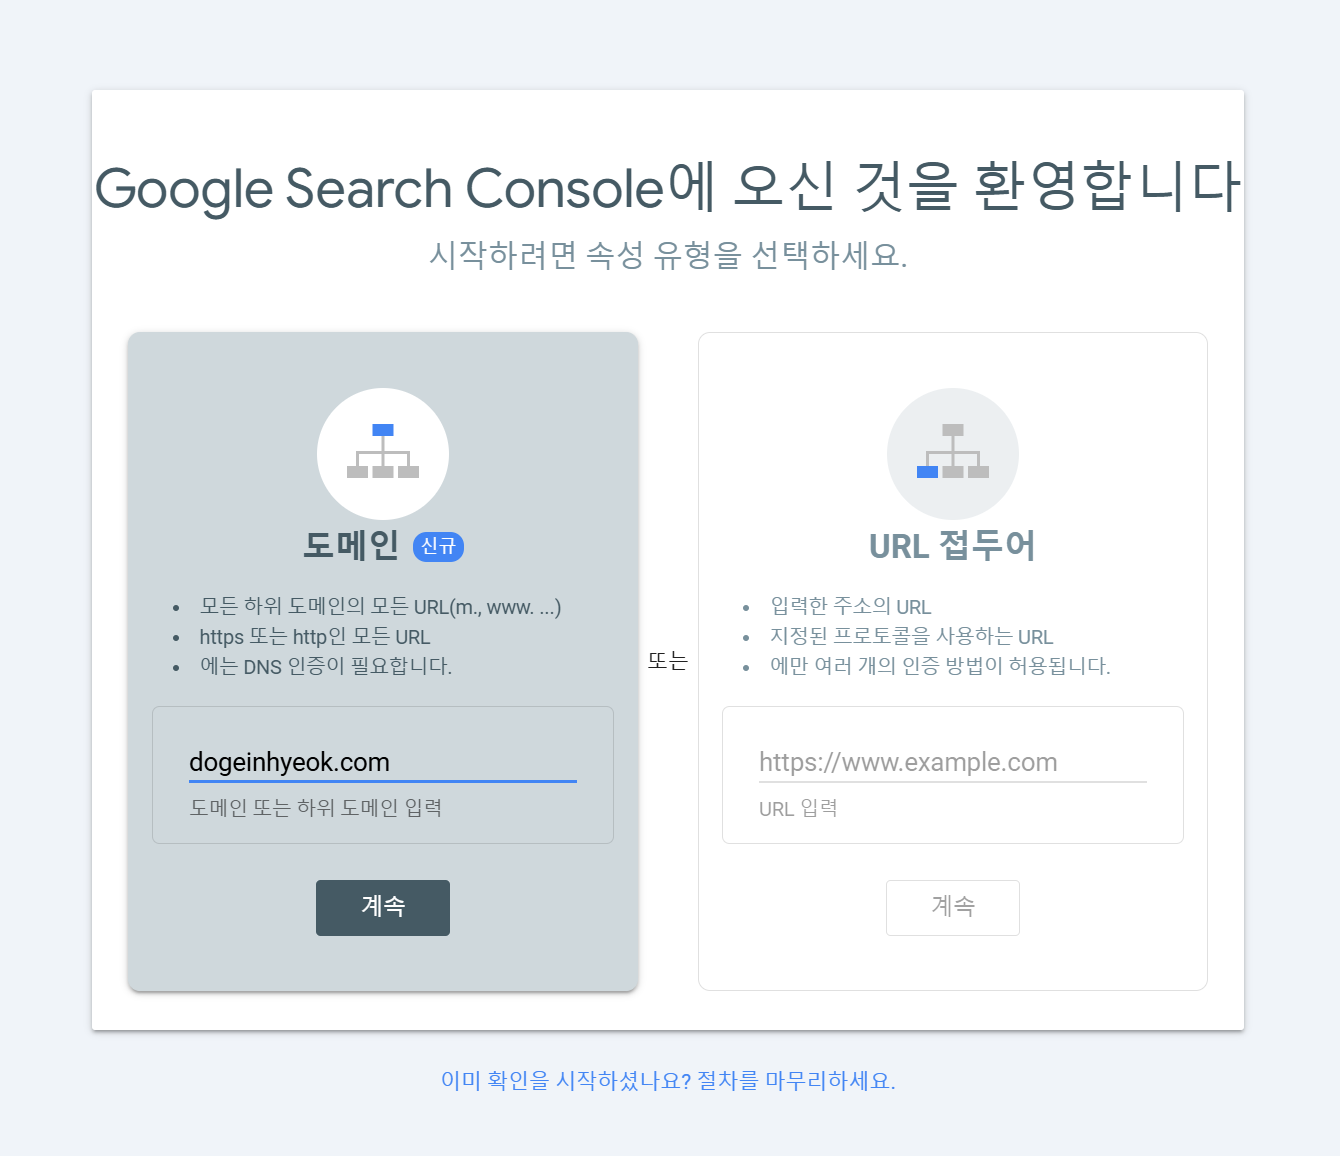 Google Search Console에 오신 것을 환영합니다
시작하려면 속성 유형을 선택하세요.
도메인 신규
• 모든 하위 도메인의 모든 URL(m., www. ...)
• https 또는 http인 모든 URL
• 에는 DNS 인증이 필요합니다.
dogeinhyeok.com
도메인 또는 하위 도메인 입력
계속
또는
URL 접두어
• 입력한 주소의 URL
• 지정된 프로토콜을 사용하는 URL
• 에만 여러 개의 인증 방법이 허용됩니다.
https://www.example.com
URL 입력
계속
이미 확인을 시작하셨나요? 절차를 마무리하세요.